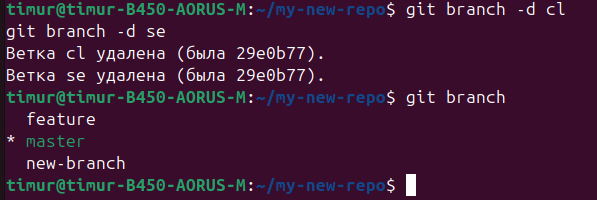 timur@timur-B450-AORUS-M:~/my-new-repo$ git branch -d cl
git branch -d se
Ветка cl удалена (была 29e0b77).
Ветка se удалена (была 29e0b77).
timur@timur-B450-AORUS-M:~/my-new-repo$ git branch
  feature
* master
  new-branch
timur@timur-B450-AORUS-M:~/my-new-repo$